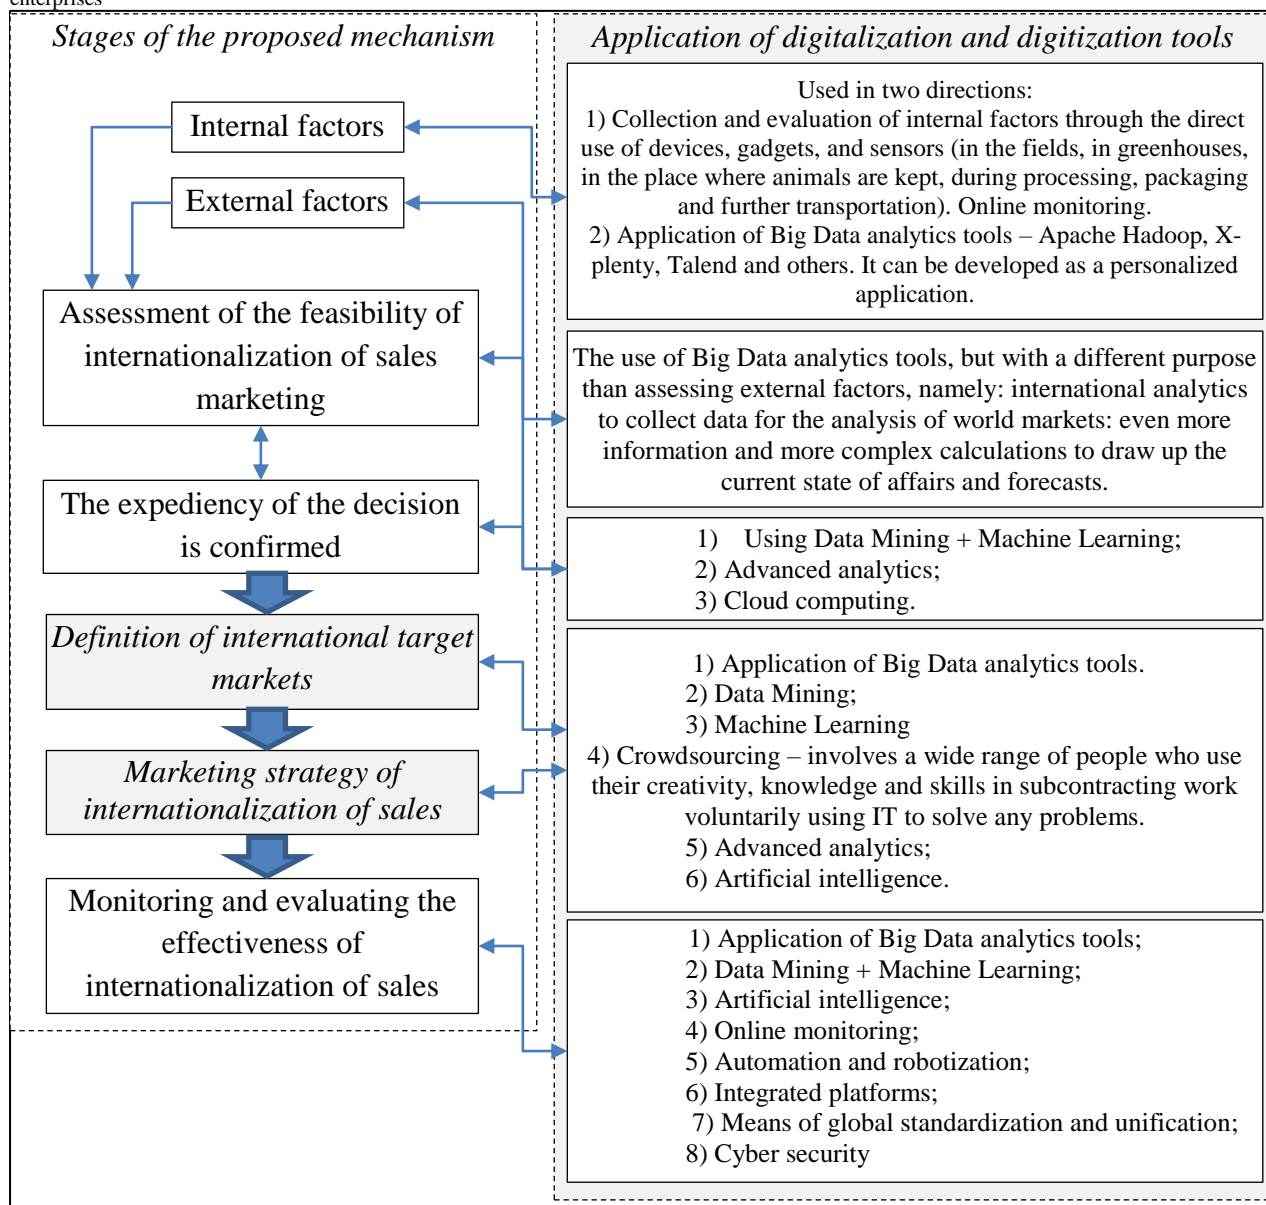 enterprises
Stages of the proposed mechanism
Internal factors
External factors
Assessment of the feasibility of
internationalization of sales
marketing
The expediency of the decision
is confirmed
Definition of international target
markets
Marketing strategy of
internationalization of sales
Monitoring and evaluating the
effectiveness of
internationalization of sales
Application of digitalization and digitization tools
Used in two directions:
1) Collection and evaluation of internal factors through the direct
use of devices, gadgets, and sensors (in the fields, in greenhouses,
in the place where animals are kept, during processing, packaging
and further transportation). Online monitoring.
2) Application of Big Data analytics tools – Apache Hadoop, X-
plenty, Talend and others. It can be developed as a personalized
application.
The use of Big Data analytics tools, but with a different purpose
than assessing external factors, namely: international analytics
to collect data for the analysis of world markets: even more
information and more complex calculations to draw up the
current state of affairs and forecasts.
1) Using Data Mining + Machine Learning;
2) Advanced analytics;
3) Cloud computing.
1) Application of Big Data analytics tools.
2) Data Mining;
3) Machine Learning
4) Crowdsourcing – involves a wide range of people who use
their creativity, knowledge and skills in subcontracting work
voluntarily using IT to solve any problems.
5) Advanced analytics;
6) Artificial intelligence.
1) Application of Big Data analytics tools;
2) Data Mining + Machine Learning;
3) Artificial intelligence;
4) Online monitoring;
5) Automation and robotization;
6) Integrated platforms;
7) Means of global standardization and unification;
8) Cyber security